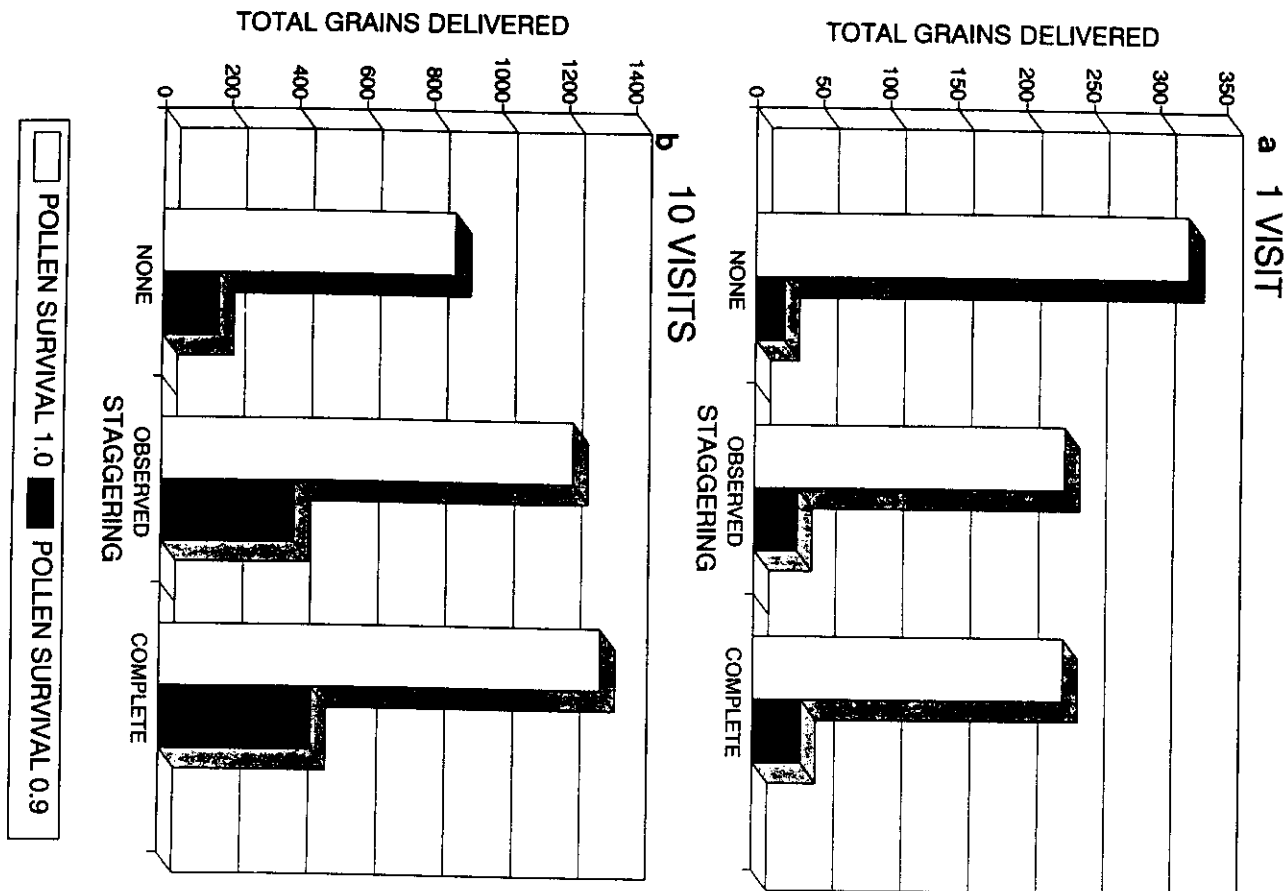 a 1 VISIT
TOTAL GRAINS DELIVERED
350
300
250
200
150
100
50
0
NONE
OBSERVED
COMPLETE
STAGGERING
b 10 VISITS
TOTAL GRAINS DELIVERED
1400
1200
1000
800
600
400
200
0
NONE
OBSERVED
COMPLETE
STAGGERING
POLLEN SURVIVAL 1.0 POLLEN SURVIVAL 0.9